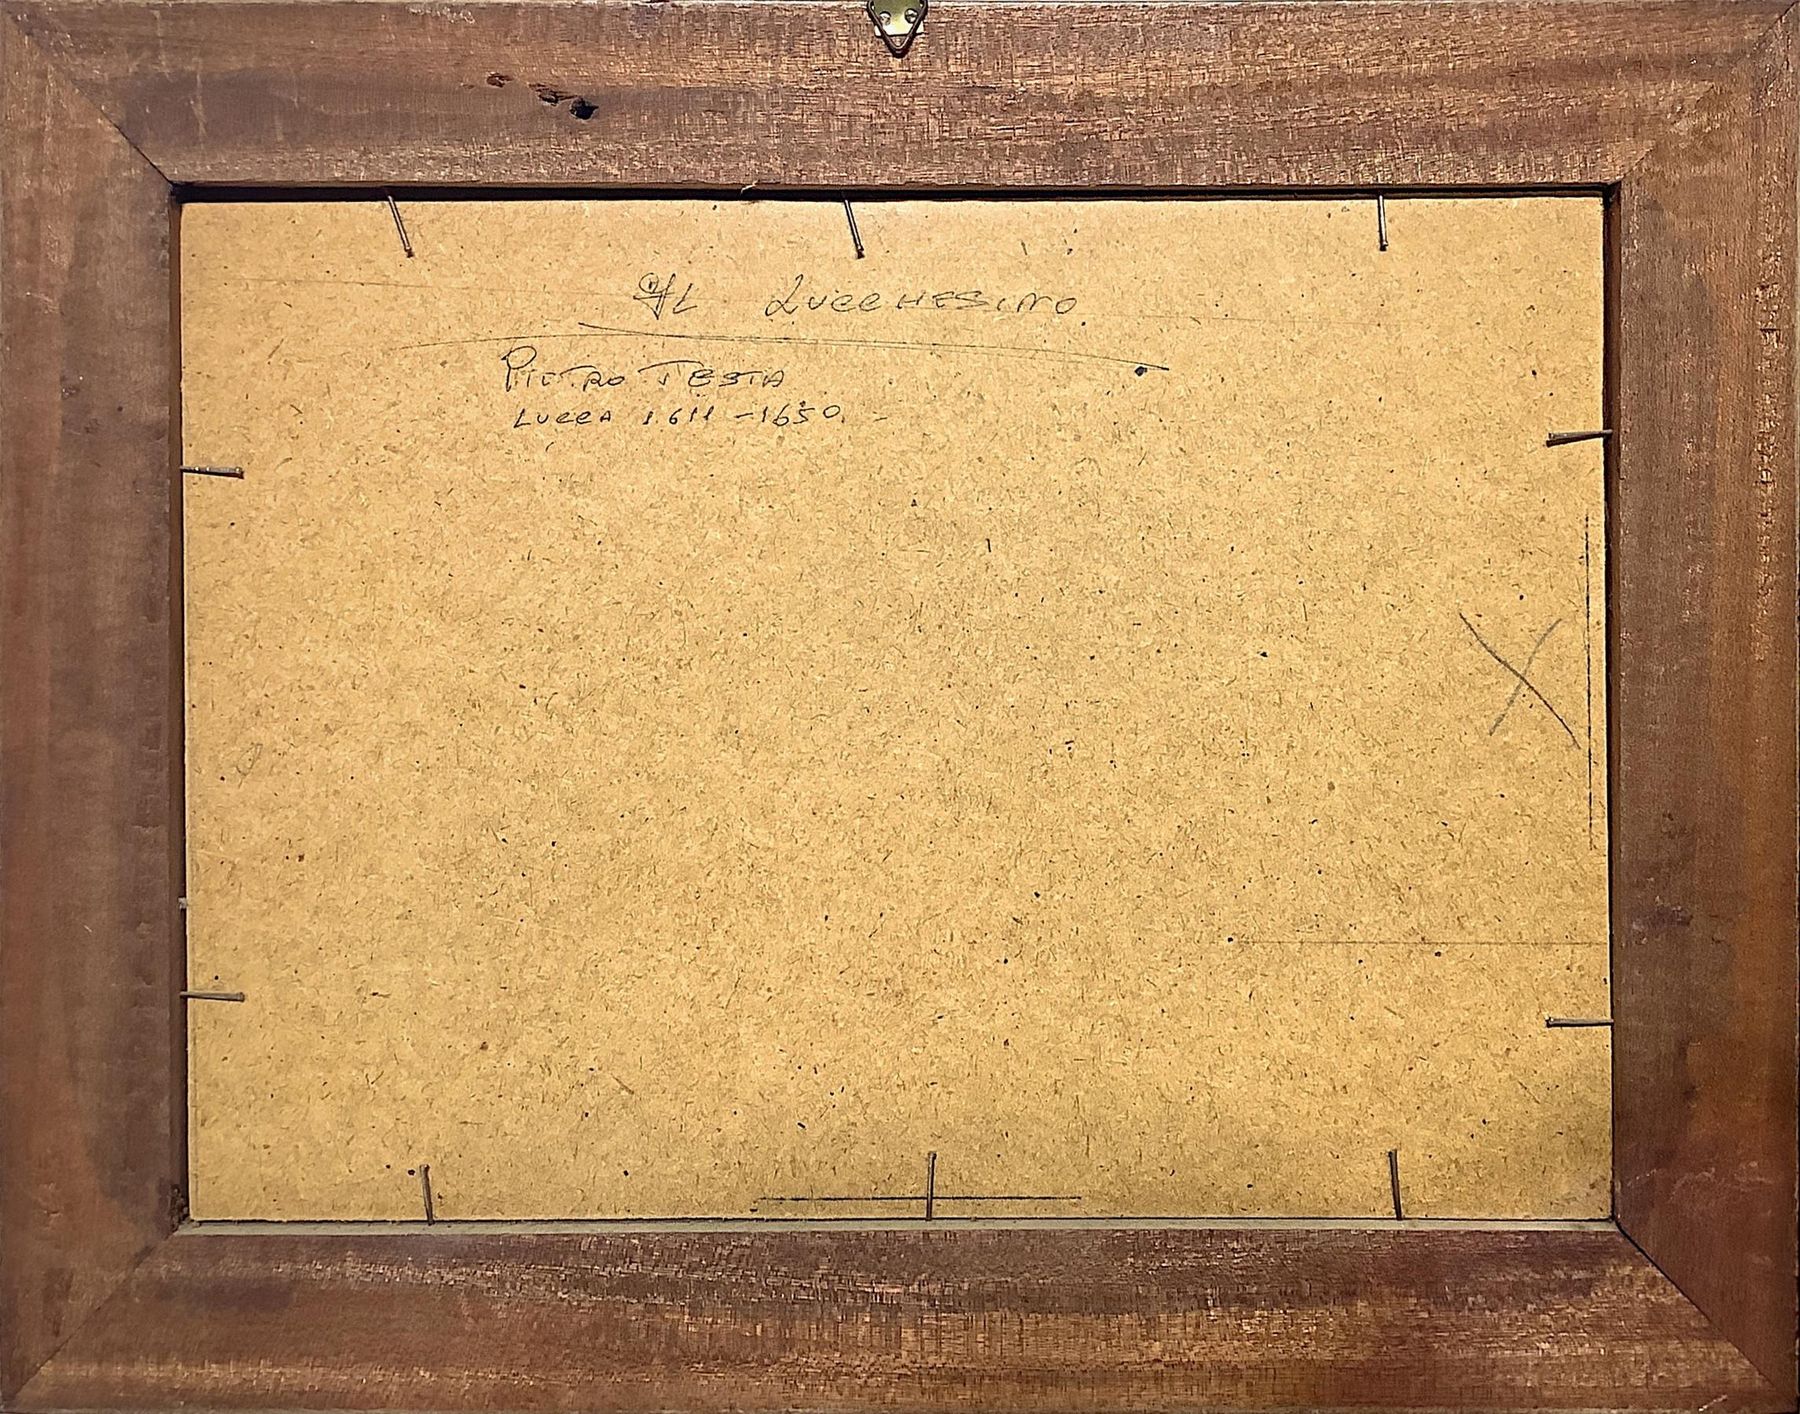 IL LUCCHESINO
PIETRO TESTA
LUCCA 1611-1650.